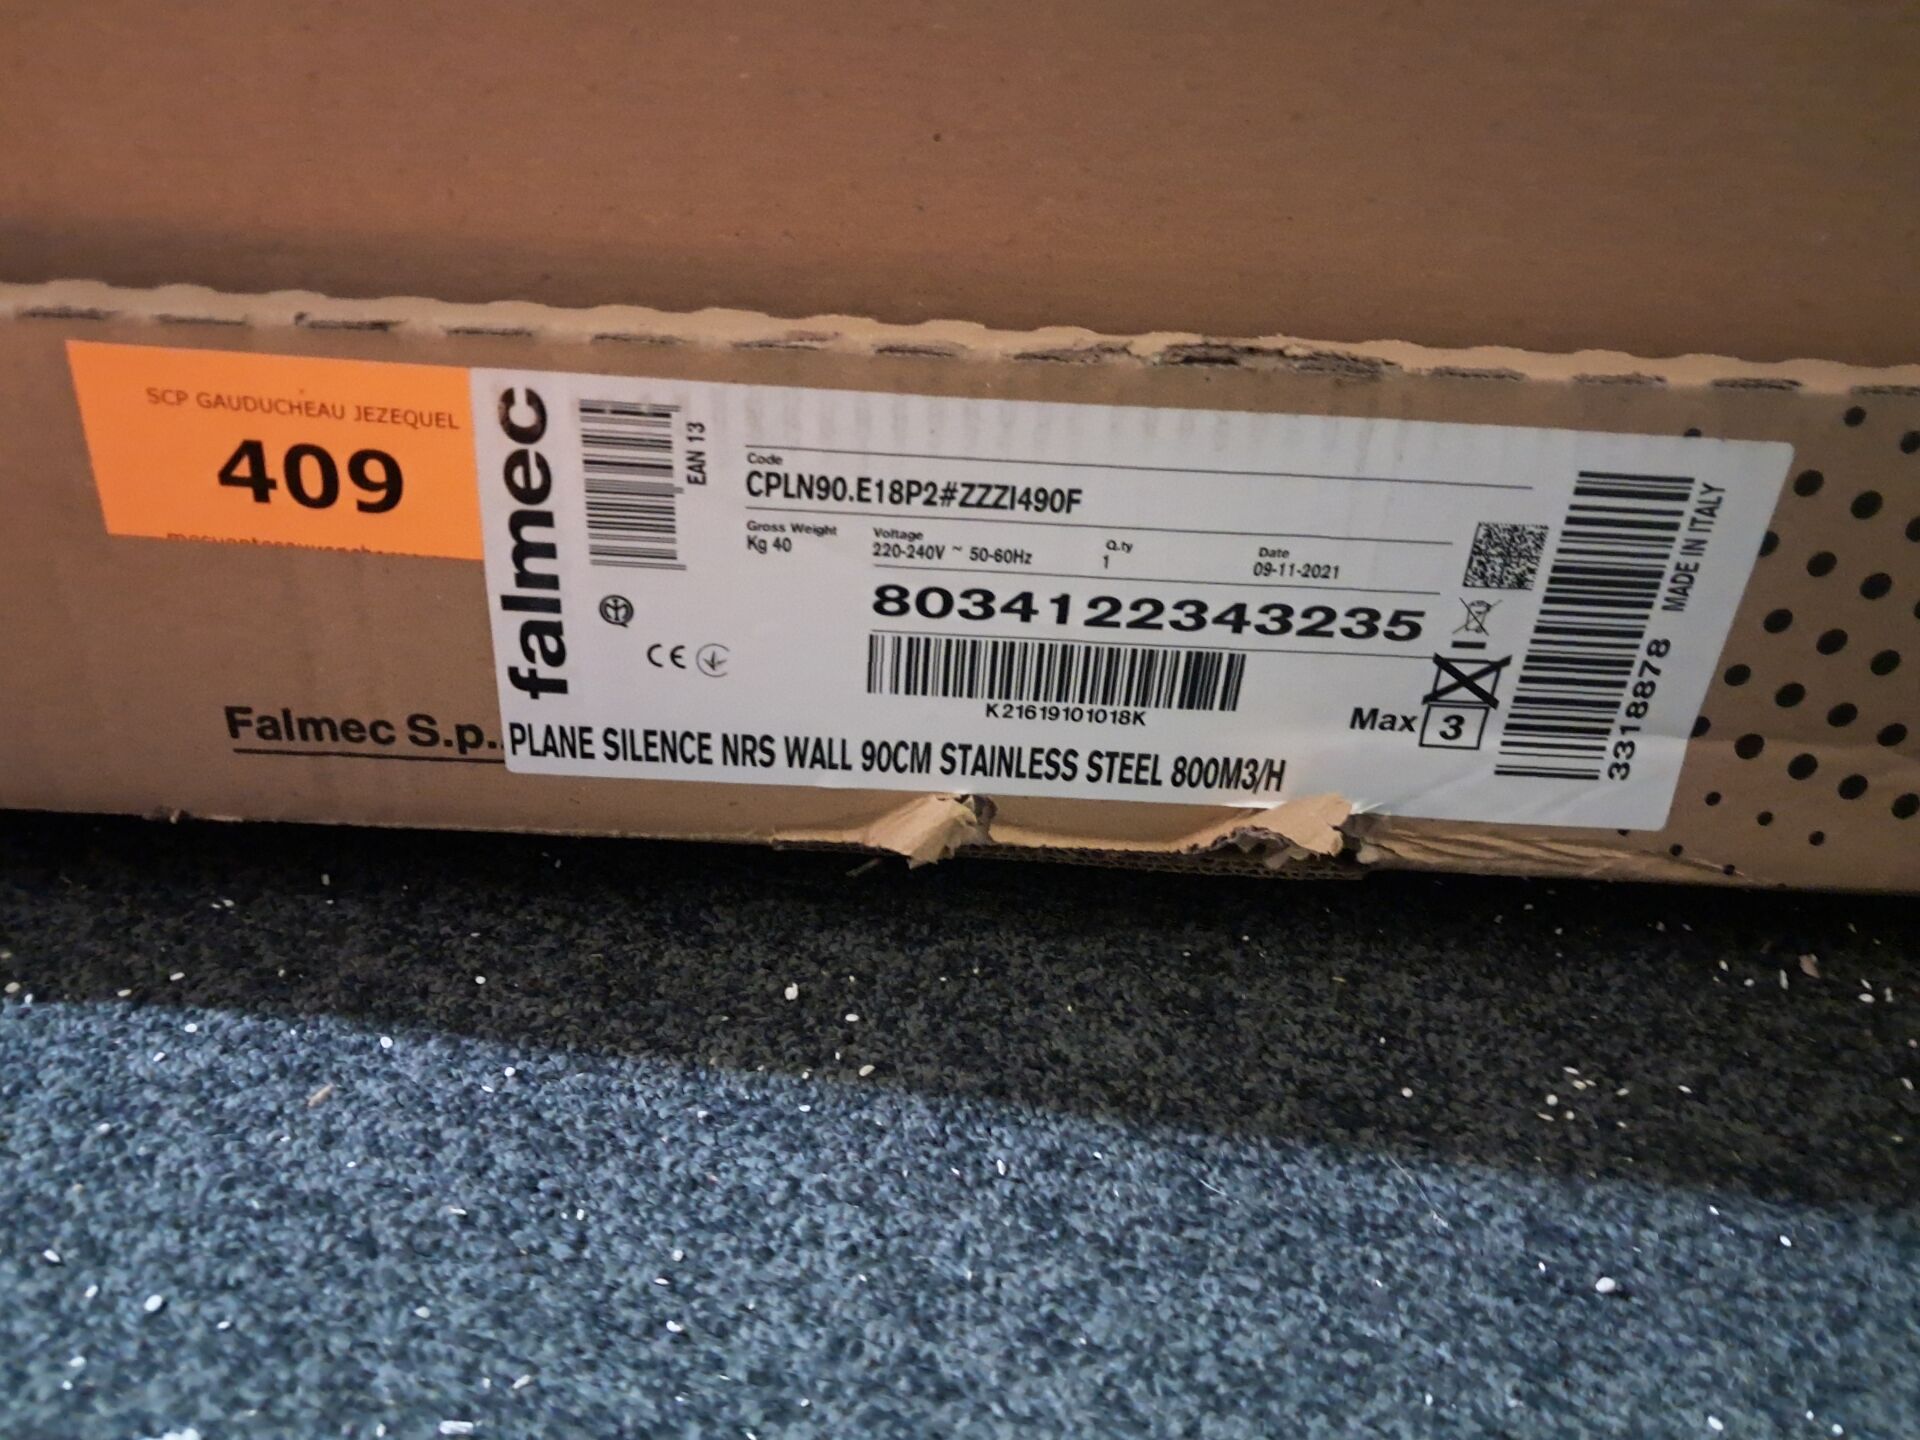 SCP GAUDUCHEAU JEZEQUEL
409
Falmec S.p.
falmec
EAN 13
Code
CPLN90.E18P2#ZZZI490F
Gross Weight
Kg 40
Voltage
220-240V ~ 50-60Hz
Q.ty
1
Date
09-11-2021
8034122343235
CE
K21619101018K
Max 3
PLANE SILENCE NRS WALL 90CM STAINLESS STEEL 800M3/H
3318878
MADE IN ITALY